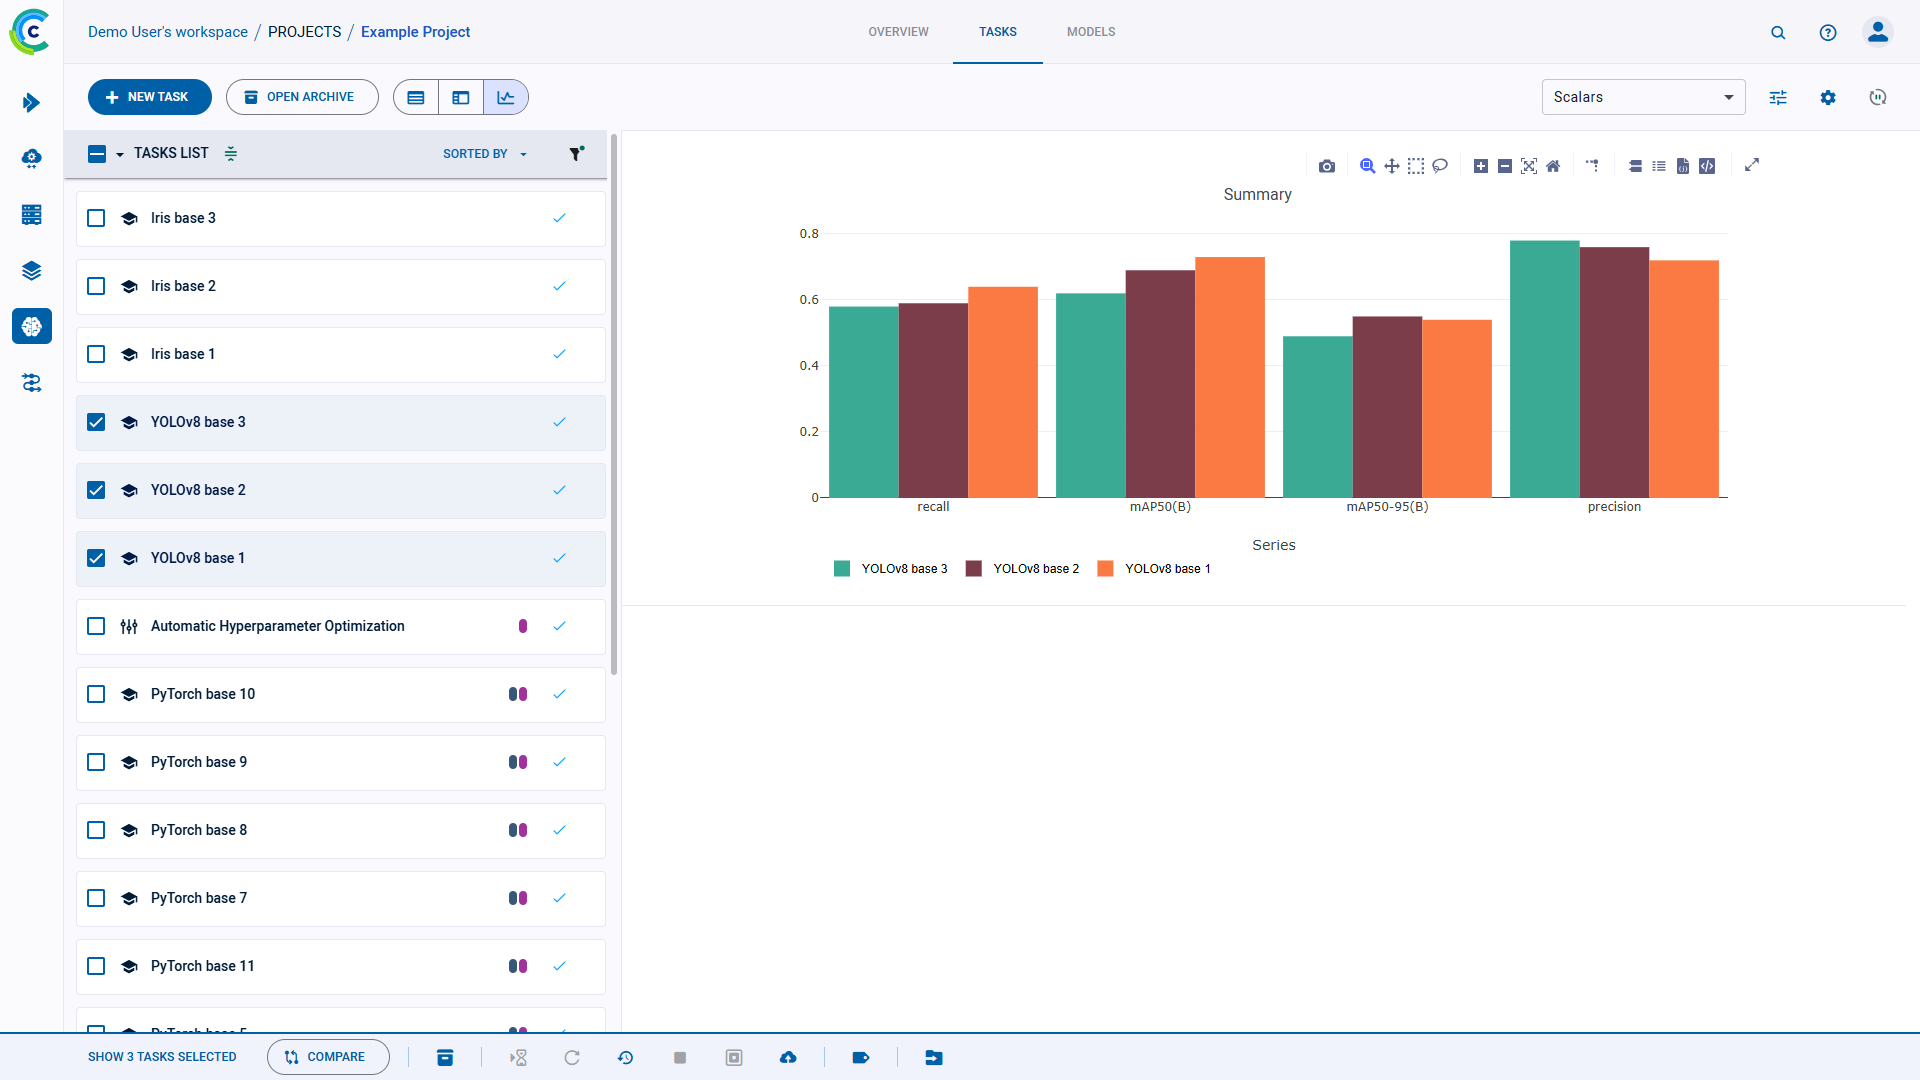 Demo User's workspace / PROJECTS / Example Project
OVERVIEW
TASKS
MODELS
NEW TASK
OPEN ARCHIVE
Scalars
TASKS LIST
SORTED BY
Iris base 3
Iris base 2
Iris base 1
YOLOv8 base 3
YOLOv8 base 2
YOLOv8 base 1
Automatic Hyperparameter Optimization
PyTorch base 10
PyTorch base 9
PyTorch base 8
PyTorch base 7
PyTorch base 11
PyTorch base 5
Summary
0.8
0.6
0.4
0.2
0
recall
mAP50(B)
mAP50-95(B)
precision
Series
YOLOv8 base 3
YOLOv8 base 2
YOLOv8 base 1
SHOW 3 TASKS SELECTED
COMPARE